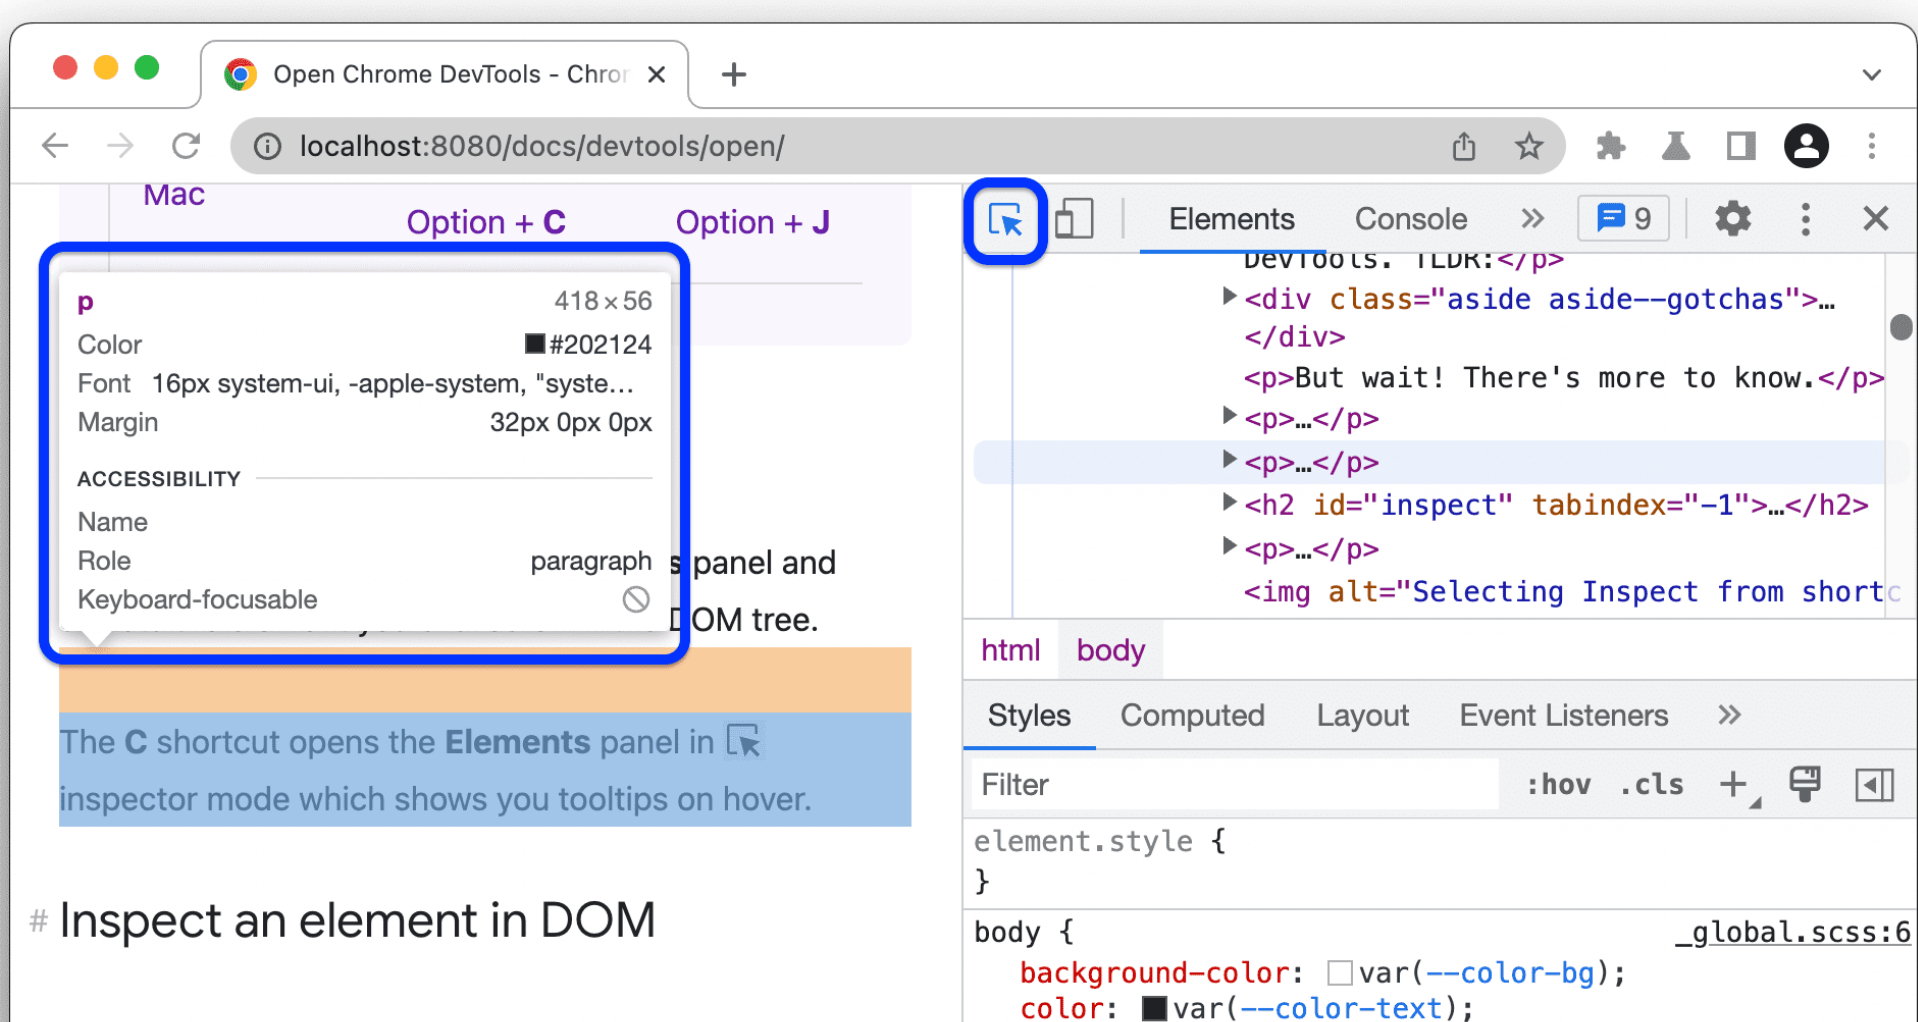 Open Chrome DevTools - Chror
localhost:8080/docs/devtools/open/
Mac
Option + C
Option + J
p
418×56
Color
#202124
Font 16px system-ui, -apple-system, "syste…
Margin
32px 0px 0px
ACCESSIBILITY
Name
Role
paragraph
Keyboard-focusable
s panel and
DOM tree.
The C shortcut opens the Elements panel in
inspector mode which shows you tooltips on hover.
# Inspect an element in DOM
Elements
Console
9
DevTools. TLDR:</p>
<div class="aside aside--gotchas">…
</div>
<p>But wait! There's more to know.</p>
<p>…</p>
<p>…</p>
<h2 id="inspect" tabindex="-1">…</h2>
<p>…</p>
<img alt="Selecting Inspect from shortc
html body
Styles Computed Layout Event Listeners
Filter
:hov .cls
element.style {
}
body {
_global.scss:6
background-color: var(--color-bg);
color: var(--color-text);